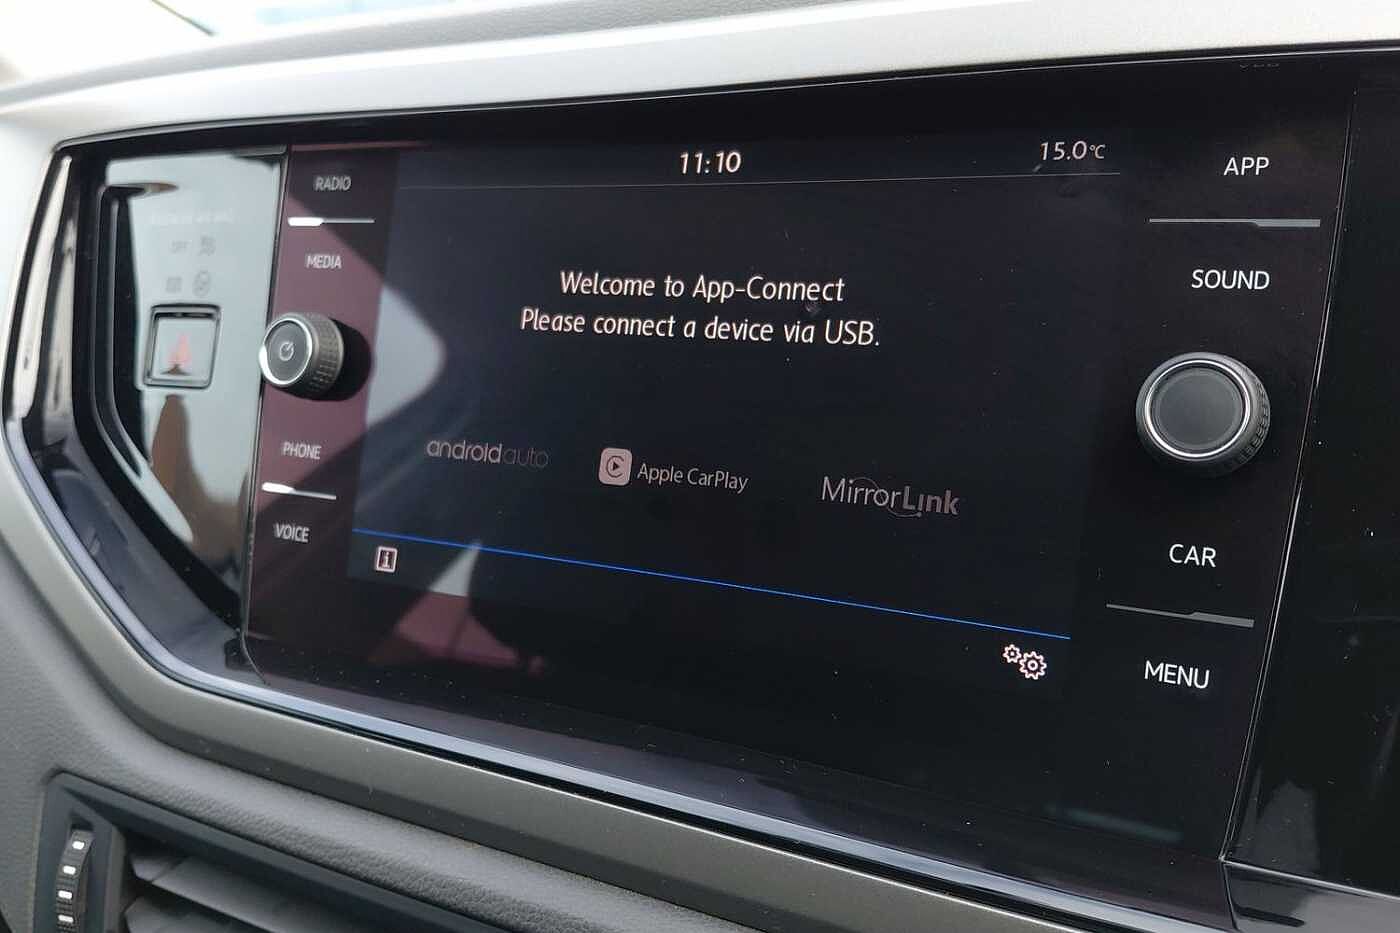 RADIO
MEDIA
PHONE
VOICE
11:10
15.0°C
Welcome to App-Connect
Please connect a device via USB.
androidauto
Apple CarPlay
MirrorLink
i
APP
SOUND
CAR
MENU
OFF